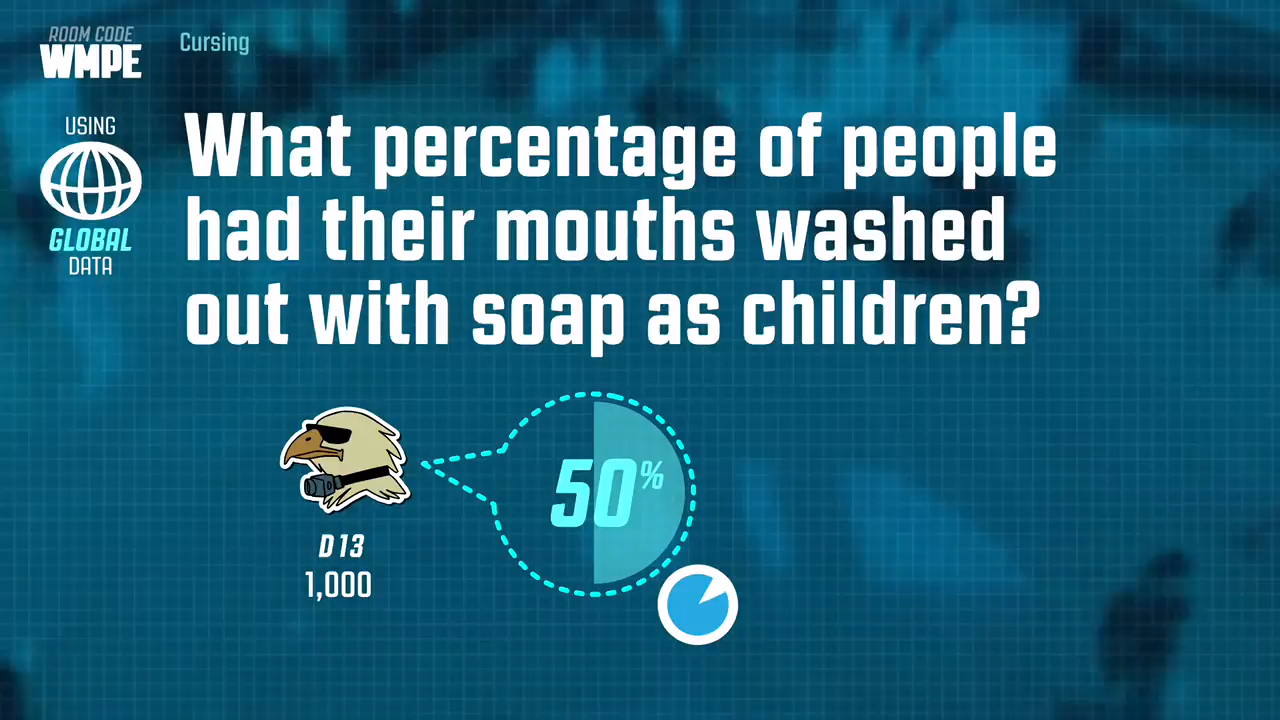 ROOM CODE
WMPE
Cursing
USING
GLOBAL
DATA
What percentage of people
had their mouths washed
out with soap as children?
50%
D13
1,000